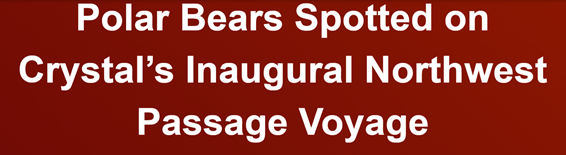 Polar Bears Spotted on
Crystal’s Inaugural Northwest
Passage Voyage